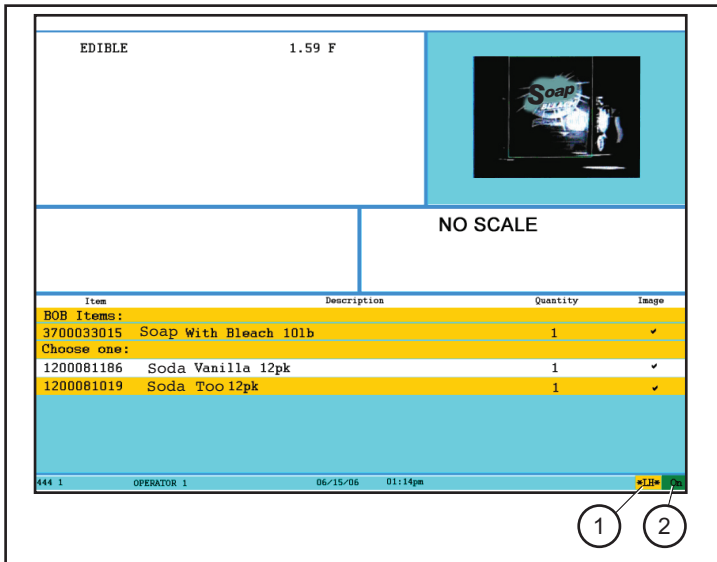 EDIBLE 1.59 F
Soap
BLEACH
NO SCALE
Item Description Quantity Image
BOB Items:
3700033015 Soap With Bleach 10lb 1 ✔
Choose one:
1200081186 Soda Vanilla 12pk 1 ✔
1200081019 Soda Too 12pk 1 ✔
444 1 OPERATOR 1 06/15/06 01:14pm *LH* On
1 2